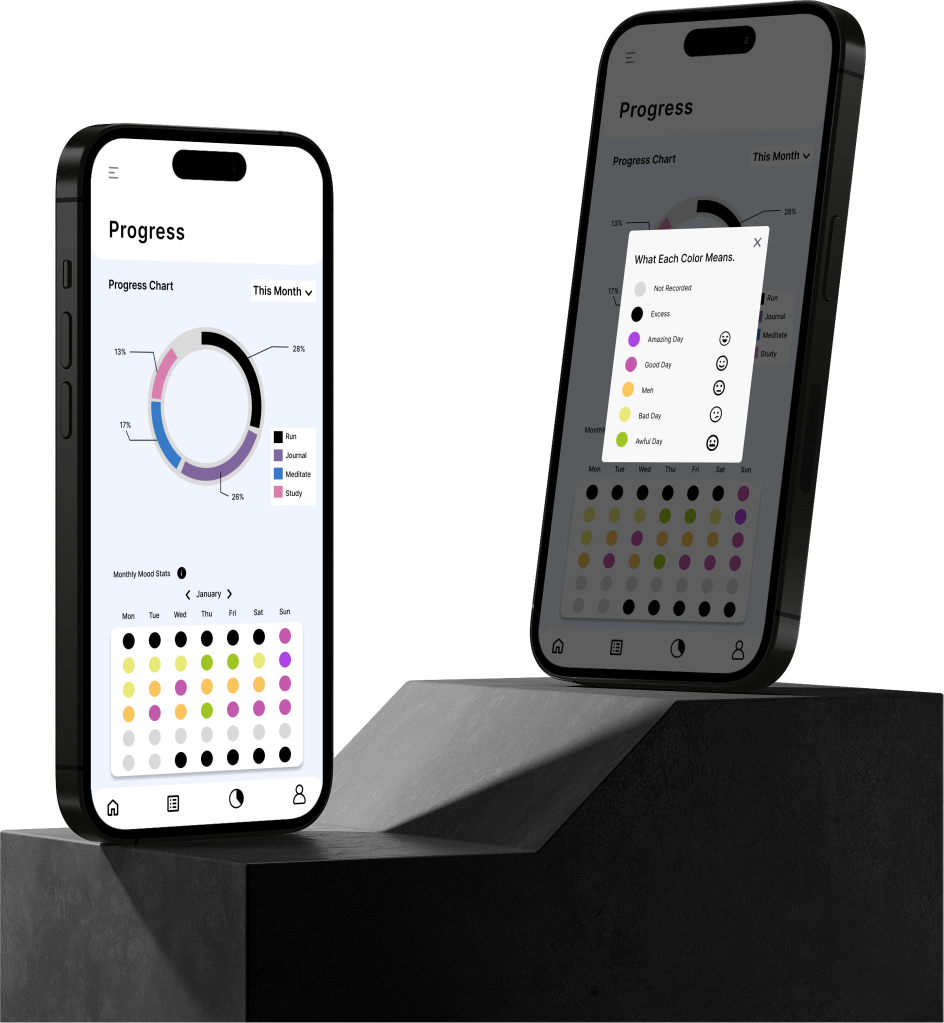 Progress
Progress Chart
This Month
13%
28%
17%
26%
Run
Journal
Meditate
Study
Monthly Mood Stats
January
Mon Tue Wed Thu Fri Sat Sun
Progress
Progress Chart
This Month
13%
28%
17%
What Each Color Means.
X
Not Recorded
Excess
Amazing Day
Good Day
Meh
Bad Day
Awful Day
Run
Journal
Meditate
Study
Monthly
Mon Tue Wed Thu Fri Sat Sun